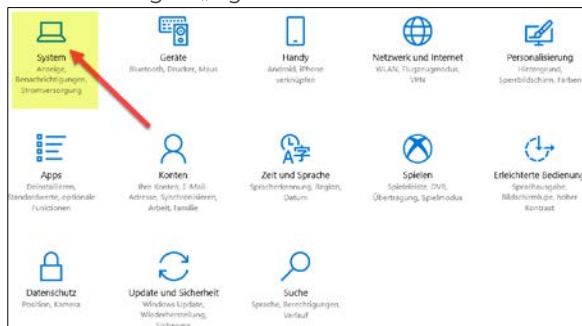 System
Anzeige,
Benachrichtigungen,
Stromversorgung
Geräte
Bluetooth, Drucker, Maus
Handy
Android, iPhone
verknüpfen
Netzwerk und Internet
WLAN, Flugzeugmodus,
VPN
Personalisierung
Hintergrund,
Sperrbildschirm, Farben
Apps
Deinstallieren,
Standardwerte, optionale
Funktionen
Konten
Ihre Konten, E-Mail-
Adresse, Synchronisieren,
Arbeit, Familie
Zeit und Sprache
Spracherkennung, Region,
Datum
Spielen
Spieleleiste, DVR,
Übertragung, Spielmodus
Erleichterte Bedienung
Sprachausgabe,
Bildschirmlupe, hoher
Kontrast
Datenschutz
Position, Kamera
Update und Sicherheit
Windows Update,
Wiederherstellung,
Suche
Sprache, Berechtigungen,
Verlauf